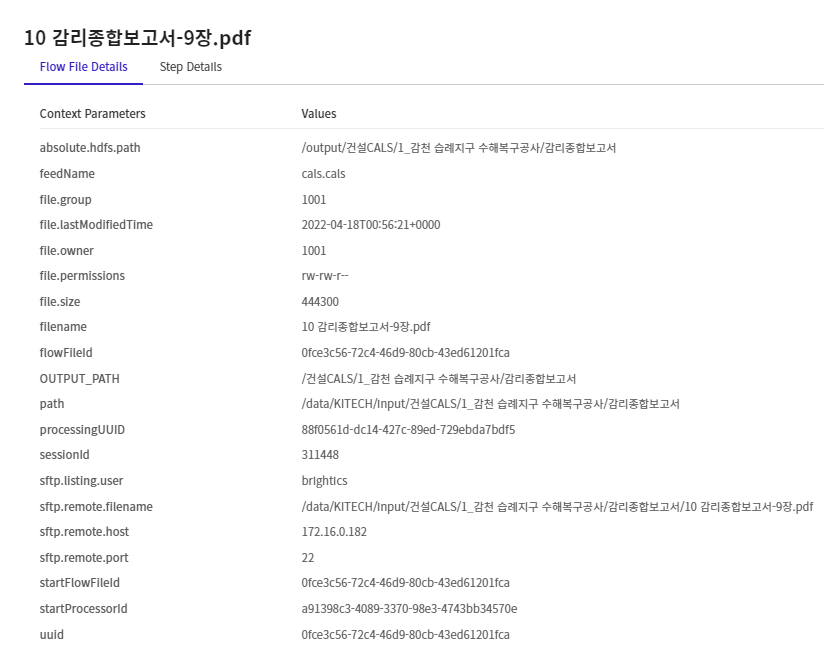 10 감리종합보고서-9장.pdf
Flow File Details Step Details
Context Parameters Values
absolute.hdfs.path /output/건설CALS/1_감천 습례지구 수해복구공사/감리종합보고서
feedName cals.cals
file.group 1001
file.lastModifiedTime 2022-04-18T00:56:21+0000
file.owner 1001
file.permissions rw-rw-r--
file.size 444300
filename 10 감리종합보고서-9장.pdf
flowFileId 0fce3c56-72c4-46d9-80cb-43ed61201fca
OUTPUT_PATH /건설CALS/1_감천 습례지구 수해복구공사/감리종합보고서
path /data/KITECH/Input/건설CALS/1_감천 습례지구 수해복구공사/감리종합보고서
processingUUID 88f0561d-dc14-427c-89ed-729ebda7bdf5
sessionId 311448
sftp.listing.user brightics
sftp.remote.filename /data/KITECH/Input/건설CALS/1_감천 습례지구 수해복구공사/감리종합보고서/10 감리종합보고서-9장.pdf
sftp.remote.host 172.16.0.182
sftp.remote.port 22
startFlowFileId 0fce3c56-72c4-46d9-80cb-43ed61201fca
startProcessorId a91398c3-4089-3370-98e3-4743bb34570e
uuid 0fce3c56-72c4-46d9-80cb-43ed61201fca